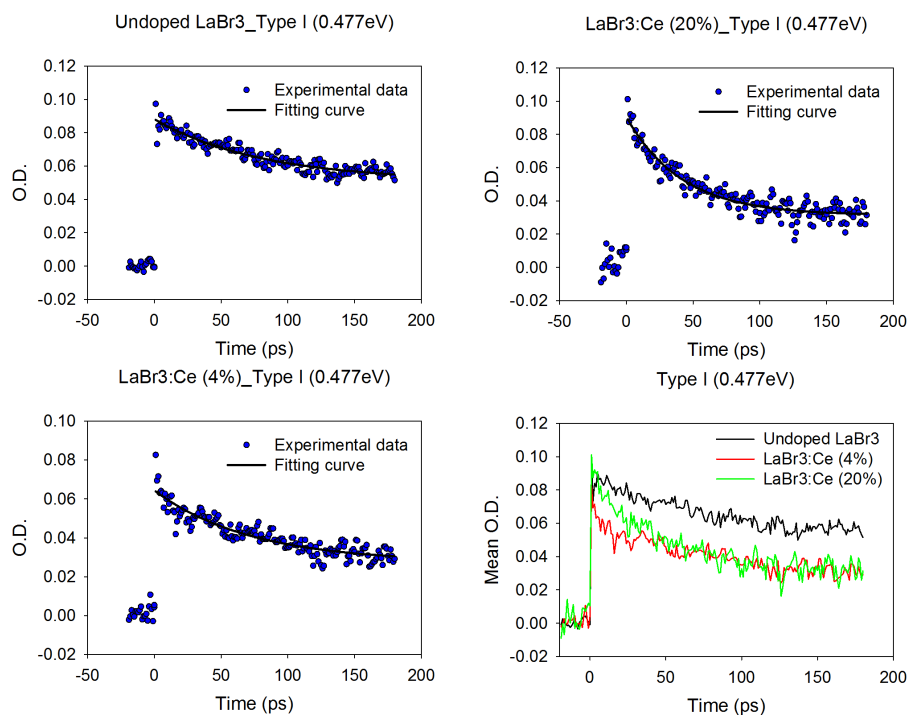 Undoped LaBr3_Type I (0.477eV)
0.12
0.10
0.08
0.06
0.04
0.02
0.00
-0.02
O.D.
Experimental data
Fitting curve
-50
0
50
100
150
200
Time (ps)
LaBr3:Ce (20%)_Type I (0.477eV)
0.12
0.10
0.08
0.06
0.04
0.02
0.00
-0.02
O.D.
Experimental data
Fitting curve
-50
0
50
100
150
200
Time (ps)
LaBr3:Ce (4%)_Type I (0.477eV)
0.10
0.08
0.06
0.04
0.02
0.00
-0.02
O.D.
Experimental data
Fitting curve
-50
0
50
100
150
200
Time (ps)
Type I (0.477eV)
0.12
0.10
0.08
0.06
0.04
0.02
0.00
-0.02
Mean O.D.
Undoped LaBr3
LaBr3:Ce (4%)
LaBr3:Ce (20%)
0
50
100
150
200
Time (ps)